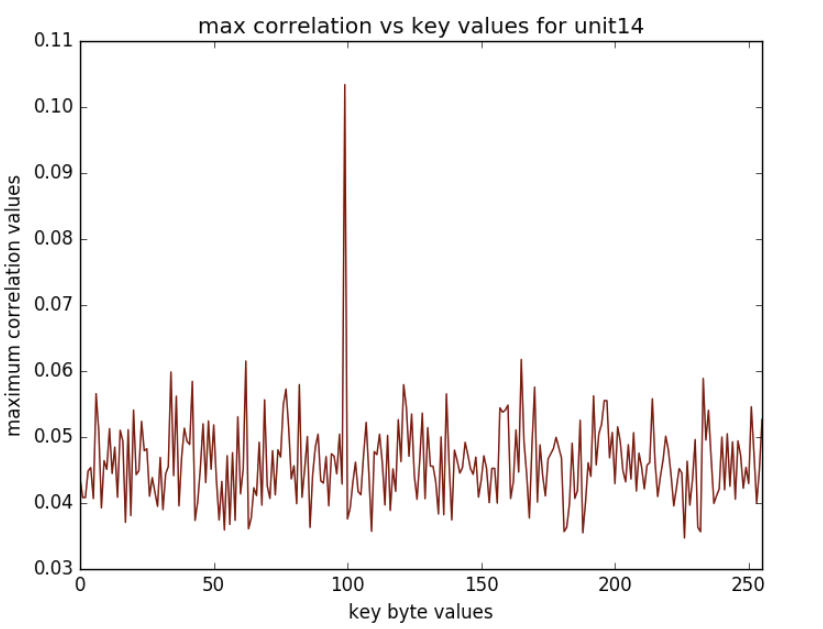 max correlation vs key values for unit14
0.11
0.10
0.09
0.08
0.07
0.06
0.05
0.04
0.03
maximum correlation values
0 50 100 150 200 250
key byte values